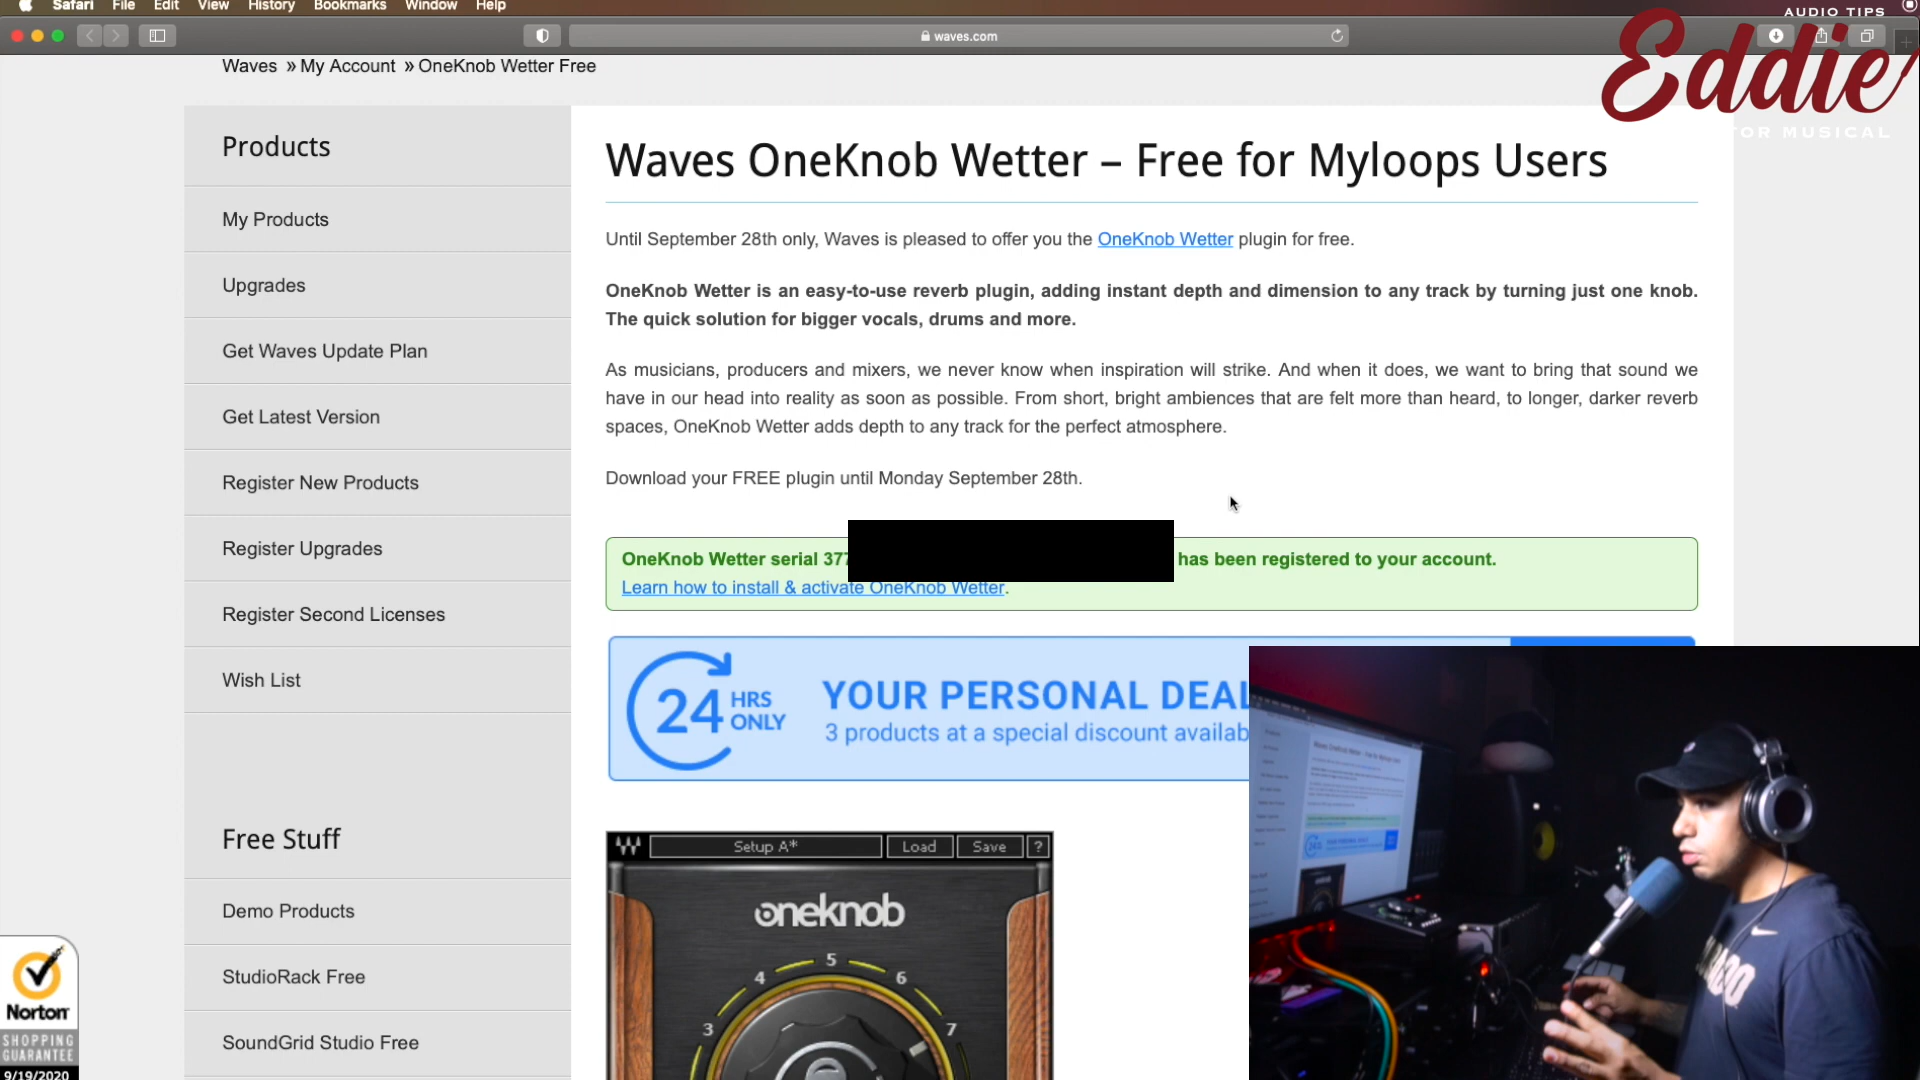 Safari File Edit View History Bookmarks Window Help
AUDIO TIPS
waves.com
Eddie
TOR MUSICAL
Waves » My Account » OneKnob Wetter Free
Products
My Products
Upgrades
Get Waves Update Plan
Get Latest Version
Register New Products
Register Upgrades
Register Second Licenses
Wish List
Free Stuff
Demo Products
StudioRack Free
SoundGrid Studio Free
Waves OneKnob Wetter – Free for Myloops Users
Until September 28th only, Waves is pleased to offer you the OneKnob Wetter plugin for free.
OneKnob Wetter is an easy-to-use reverb plugin, adding instant depth and dimension to any track by turning just one knob.
The quick solution for bigger vocals, drums and more.
As musicians, producers and mixers, we never know when inspiration will strike. And when it does, we want to bring that sound we
have in our head into reality as soon as possible. From short, bright ambiences that are felt more than heard, to longer, darker reverb
spaces, OneKnob Wetter adds depth to any track for the perfect atmosphere.
Download your FREE plugin until Monday September 28th.
OneKnob Wetter serial 377 has been registered to your account.
Learn how to install & activate OneKnob Wetter.
24 HRS ONLY
YOUR PERSONAL DEAL
3 products at a special discount availab
Setup A* Load Save ?
oneknob
3 4 5 6 7
Norton
SHOPPING
GUARANTEE
9/19/2020